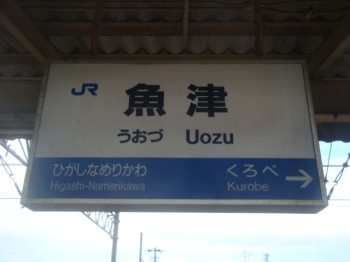 JR
魚津
うおづ Uozu
ひがしなめりかわ くろべ
Higashi-Namerikawa Kurobe